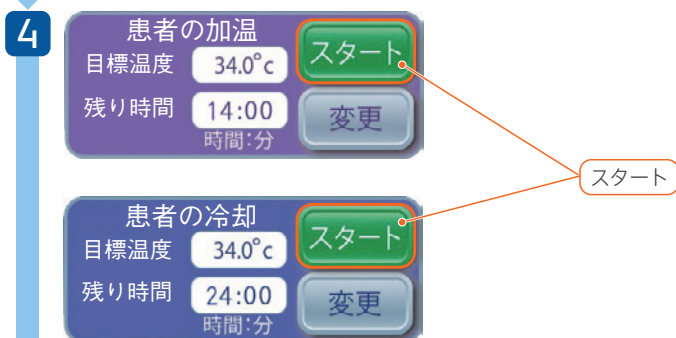 4
患者の加温
目標温度 34.0°c スタート
残り時間 14:00 変更
時間:分
スタート
患者の冷却
目標温度 34.0°c スタート
残り時間 24:00 変更
時間:分